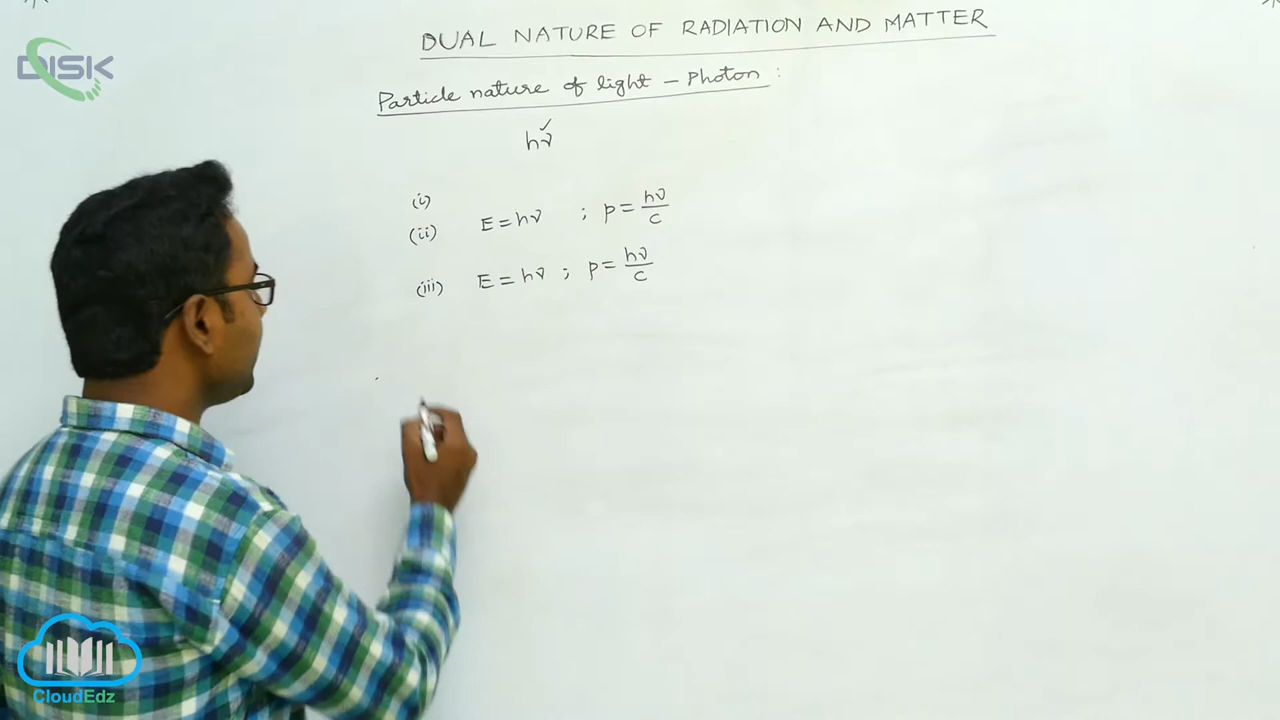 DUAL NATURE OF RADIATION AND MATTER
DISK
Particle nature of light – Photon :
hν
(i)
(ii) E = hν ; p = hν/c
(iii) E = hν ; p = hν/c
CloudEdz